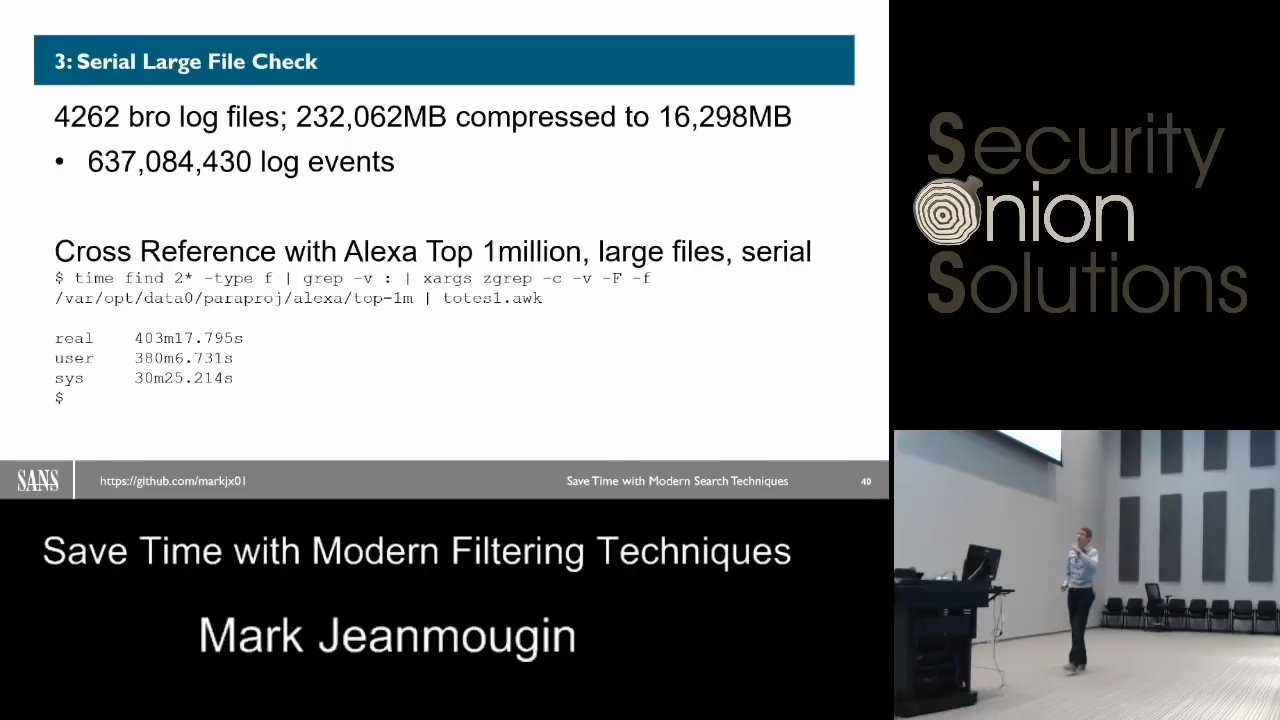 3: Serial Large File Check
4262 bro log files; 232,062MB compressed to 16,298MB
• 637,084,430 log events
Cross Reference with Alexa Top 1million, large files, serial
$ time find 2* -type f | grep -v : | xargs zgrep -c -v -F -f
/var/opt/data0/paraproj/alexa/top-1m | totes1.awk
real 403m17.795s
user 380m6.731s
sys 30m25.214s
$
SANS
https://github.com/markjx01
Save Time with Modern Search Techniques
40
Security
Onion
Solutions
Save Time with Modern Filtering Techniques
Mark Jeanmougin